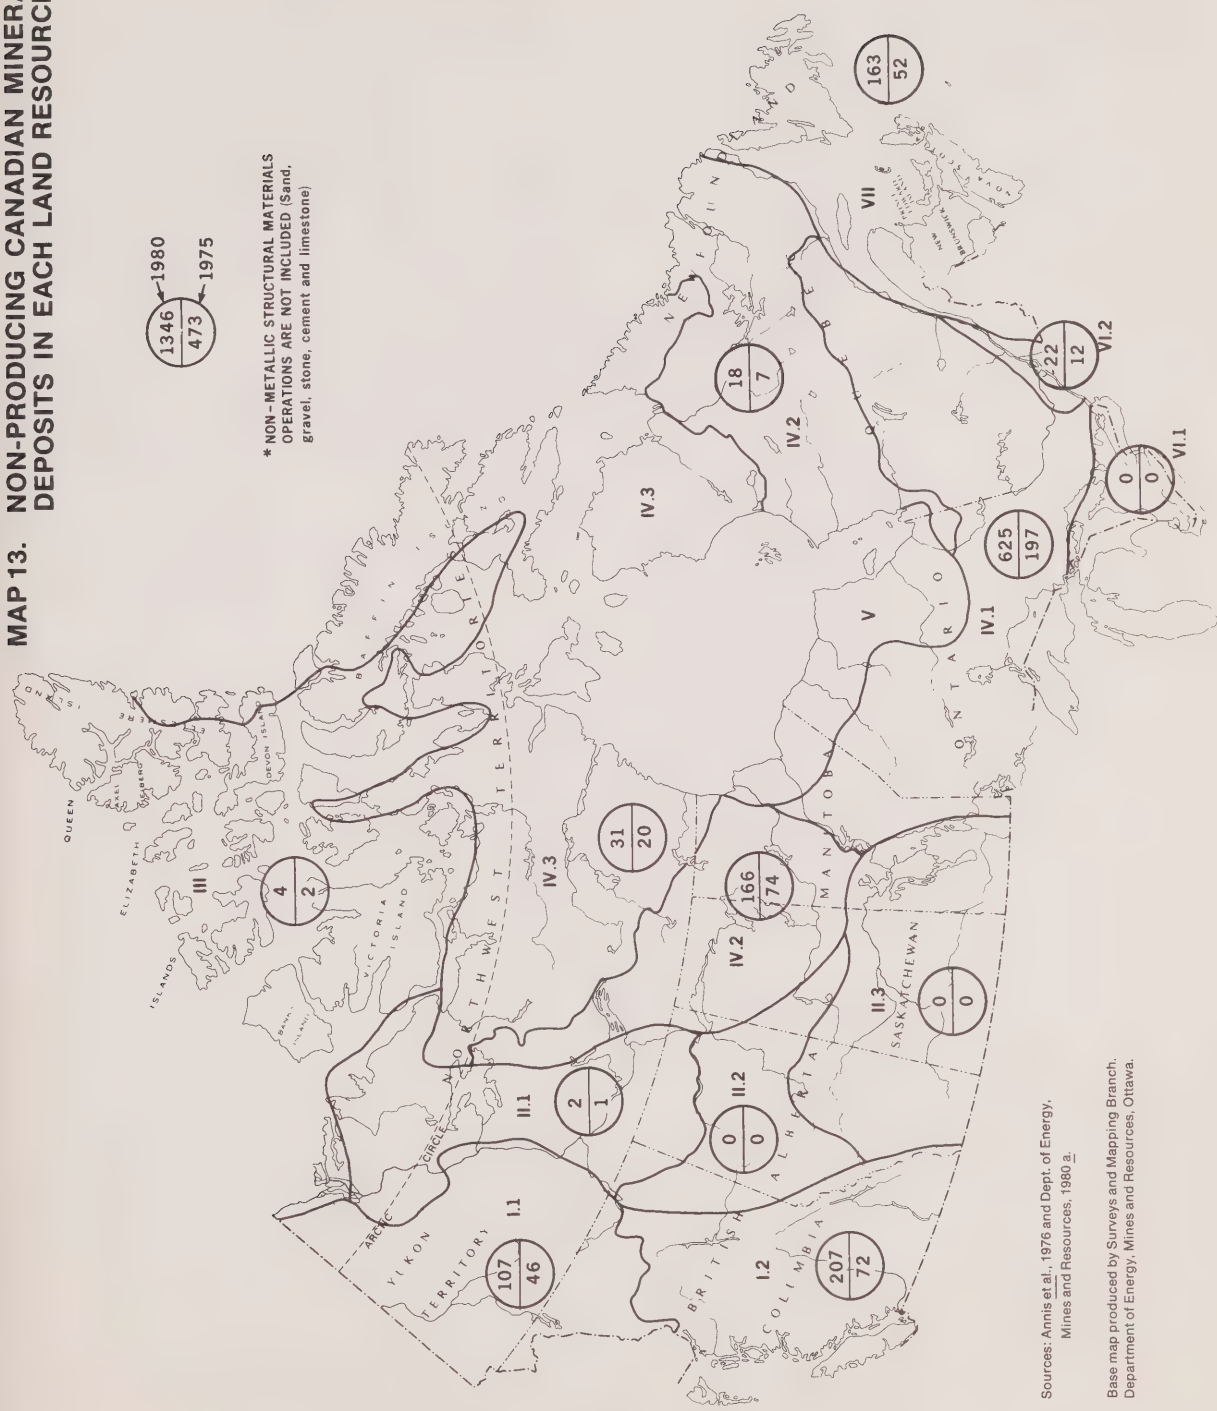 MAP 13. NON-PRODUCING CANADIAN MINERA
DEPOSITS IN EACH LAND RESOURC
1346
473
1980
1975
* NON-METALLIC STRUCTURAL MATERIALS
OPERATIONS ARE NOT INCLUDED (Sand,
gravel, stone, cement and limestone)
QUEEN
ELIZABETH
ISLANDS
AXEL
DEVON ISLAND
III
4
2
VICTORIA
ISLAND
BAFFIN
NORTHWEST TERRITORIES
ARCTIC
CIRCLE
YUKON
TERRITORY
I.1
107
46
II.1
2
1
IV.3
31
20
IV.3
IV.2
18
7
QUEBEC
163
52
VII
NEW
BRUNSWICK
NOVA
BRITISH
COLUMBIA
I.2
207
72
II.2
0
0
ALBERTA
II.3
SASKATCHEWAN
0
0
IV.2
166
74
MANITOBA
V
ONTARIO
IV.1
625
197
VI.2
22
12
VI.1
0
0
Sources: Annis et al., 1976 and Dept. of Energy,
Mines and Resources, 1980 a.
Base map produced by Surveys and Mapping Branch.
Department of Energy, Mines and Resources, Ottawa.